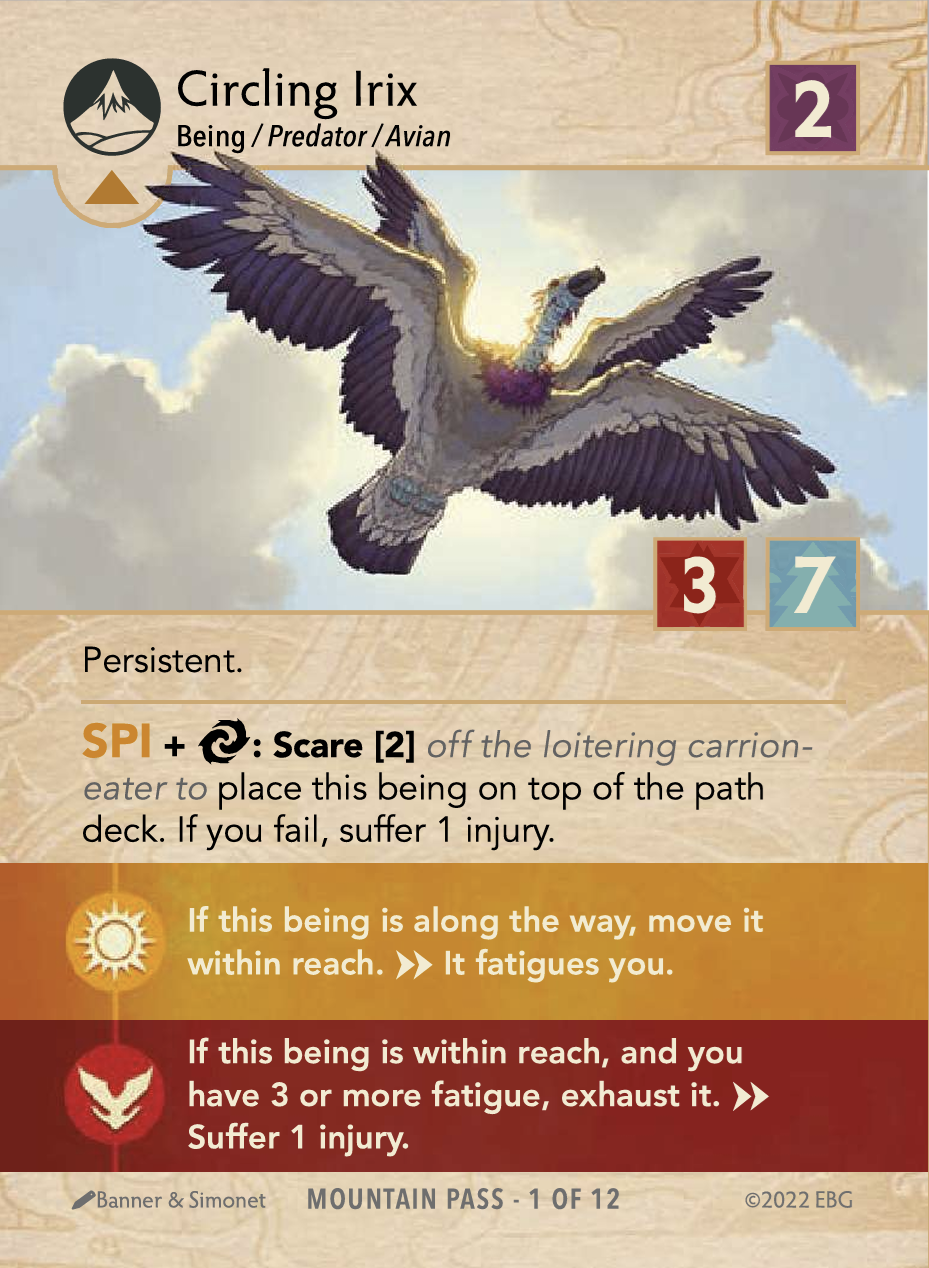 Circling Irix
Being / Predator / Avian
2
3 7
Persistent.
SPI + : Scare [2] off the loitering carrion-
eater to place this being on top of the path
deck. If you fail, suffer 1 injury.
If this being is along the way, move it
within reach. It fatigues you.
If this being is within reach, and you
have 3 or more fatigue, exhaust it.
Suffer 1 injury.
Banner & Simonet MOUNTAIN PASS - 1 OF 12 ©2022 EBG